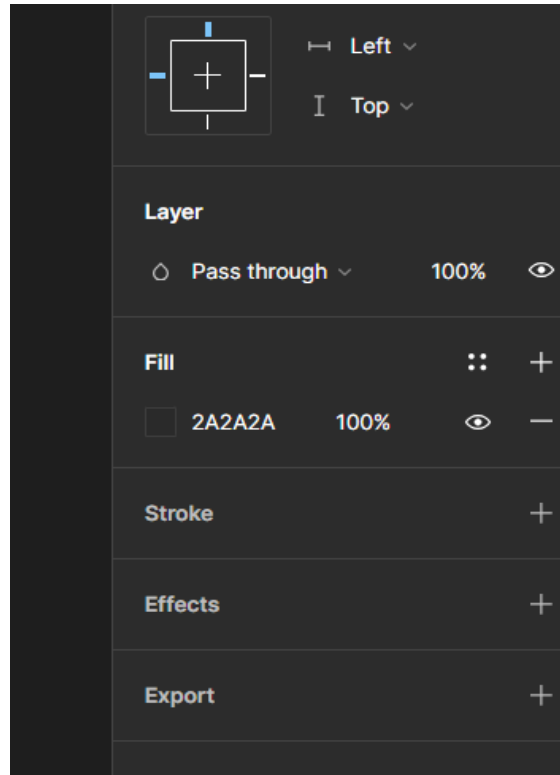 Left
Top
Layer
Pass through 100%
Fill
2A2A2A 100%
Stroke
Effects
Export